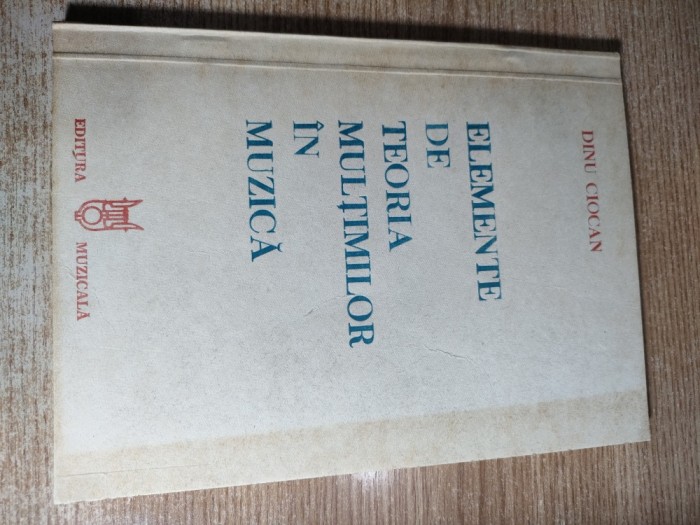 DINU CIOCAN
ELEMENTE
DE
TEORIA
MULȚIMILOR
ÎN
MUZICĂ
EDITURA MUZICALĂ